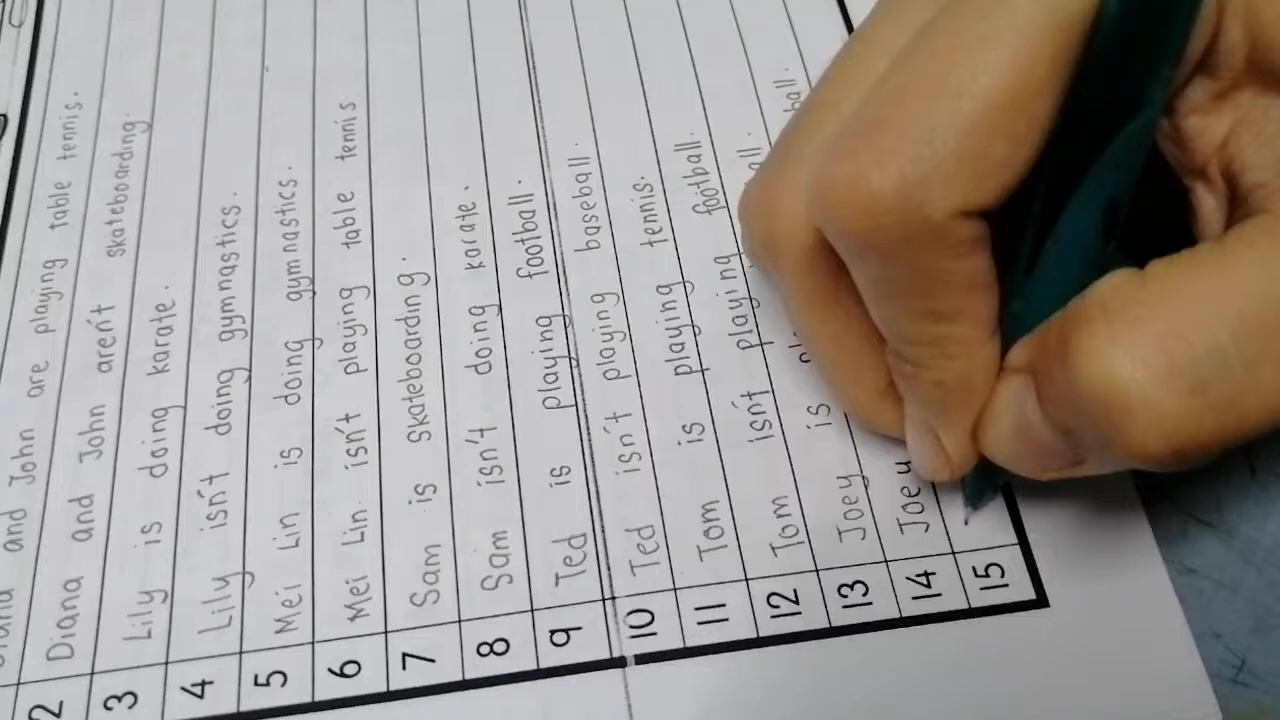 and John are playing table tennis.
2 Diana and John aren't skateboarding.
3 Lily is doing karate.
4 Lily isn't doing gymnastics.
5 Mei Lin is doing gymnastics.
6 Mei Lin isn't playing table tennis
7 Sam is skateboarding.
8 Sam isn't doing korate.
9 Ted is playing football.
10 Ted isn't playing baseball.
11 Tom is playing tennis.
12 Tom isn't playing football.
13 Joey is
14 Joey
15